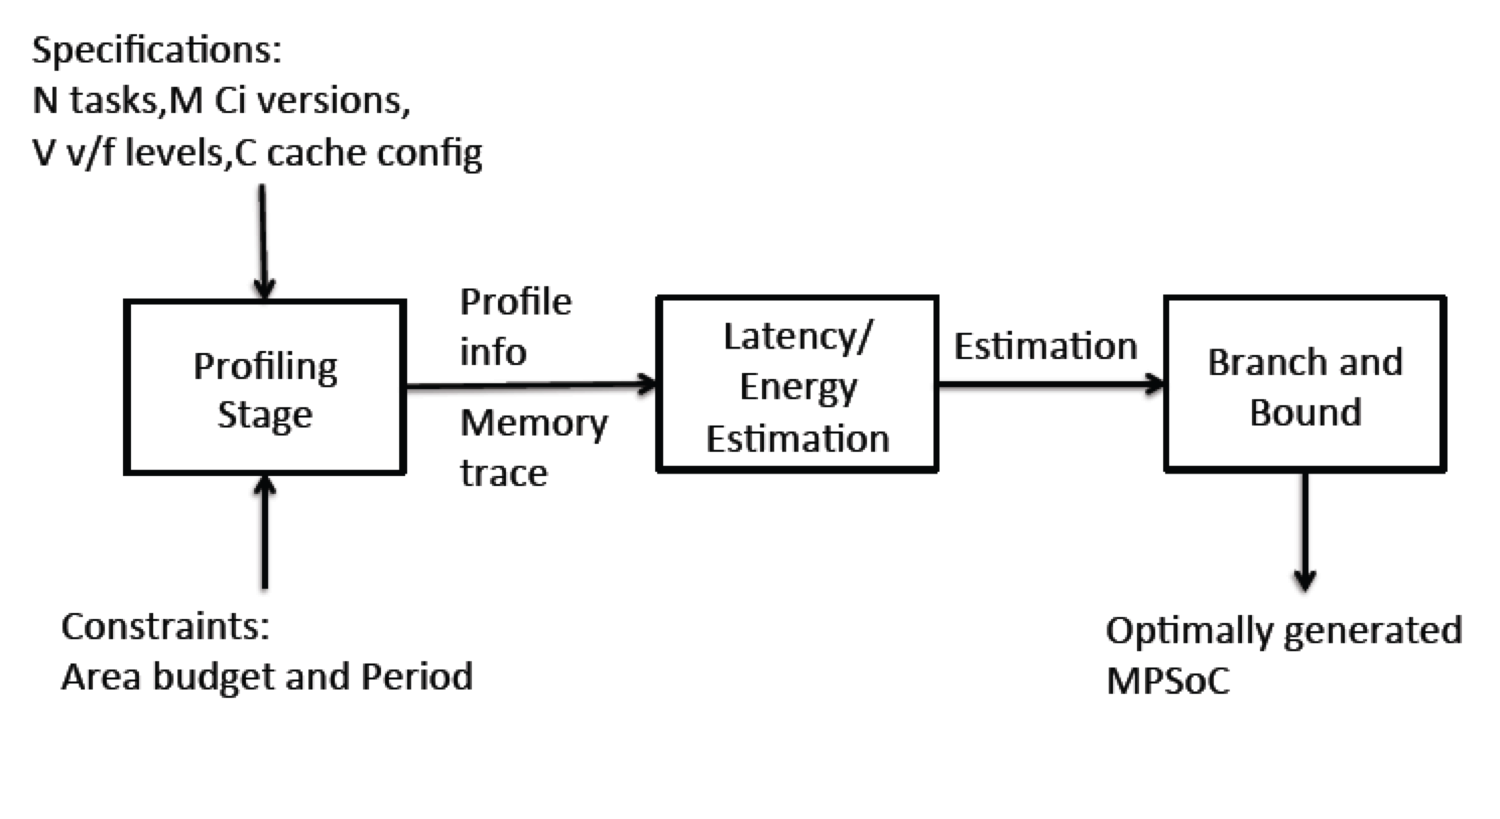 Specifications:
N tasks,M Ci versions,
V v/f levels,C cache config
Profiling
Stage
Profile
info
Memory
trace
Latency/
Energy
Estimation
Estimation
Branch and
Bound
Constraints:
Area budget and Period
Optimally generated
MPSoC